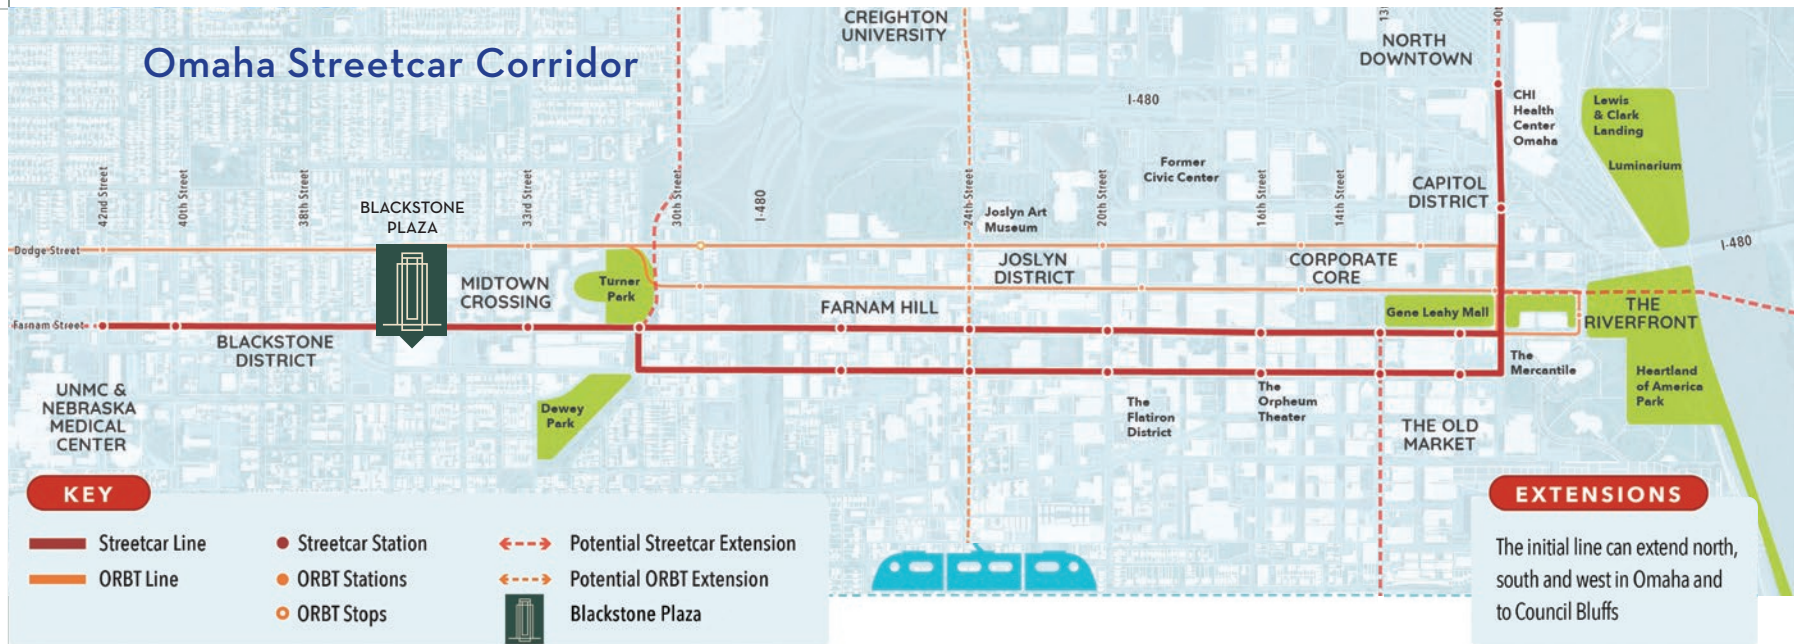 Omaha Streetcar Corridor
CREIGHTON
UNIVERSITY
NORTH
DOWNTOWN
I-480
CHI
Health
Center
Omaha
Lewis
& Clark
Landing
Luminarium
Former
Civic Center
CAPITOL
DISTRICT
42nd Street
40th Street
38th Street
33rd Street
30th Street
I-480
24th Street
20th Street
16th Street
14th Street
BLACKSTONE
PLAZA
Joslyn Art
Museum
I-480
Dodge Street
MIDTOWN
CROSSING
Turner
Park
JOSLYN
DISTRICT
CORPORATE
CORE
FARNAM HILL
Gene Leahy Mall
THE
RIVERFRONT
Farnam Street
BLACKSTONE
DISTRICT
The
Mercantile
Heartland
of America
Park
UNMC &
NEBRASKA
MEDICAL
CENTER
Dewey
Park
The
Flatiron
District
The
Orpheum
Theater
THE OLD
MARKET
KEY
Streetcar Line
ORBT Line
Streetcar Station
ORBT Stations
ORBT Stops
Potential Streetcar Extension
Potential ORBT Extension
Blackstone Plaza
EXTENSIONS
The initial line can extend north,
south and west in Omaha and
to Council Bluffs